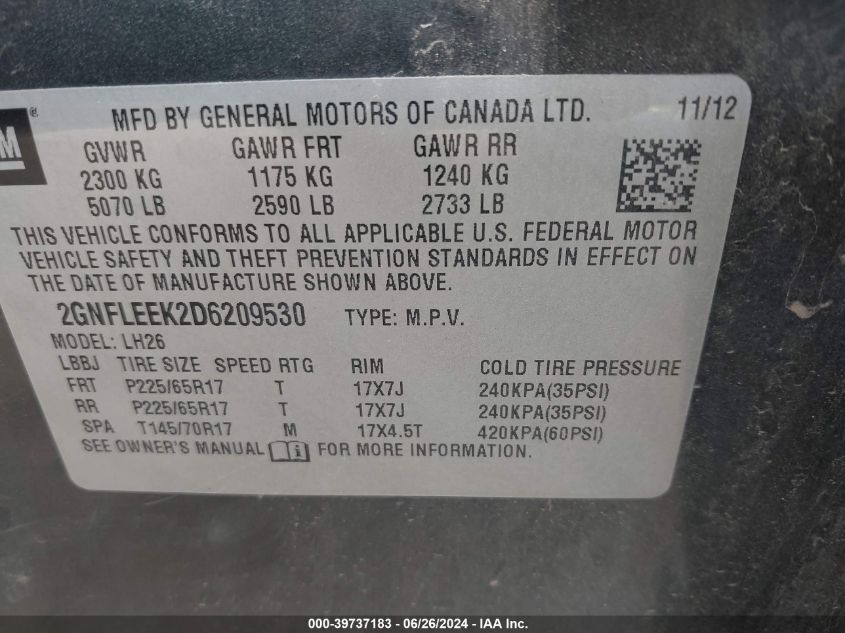 M ®
MFD BY GENERAL MOTORS OF CANADA LTD. 11/12
GVWR GAWR FRT GAWR RR
2300 KG 1175 KG 1240 KG
5070 LB 2590 LB 2733 LB
THIS VEHICLE CONFORMS TO ALL APPLICABLE U.S. FEDERAL MOTOR
VEHICLE SAFETY AND THEFT PREVENTION STANDARDS IN EFFECT ON
THE DATE OF MANUFACTURE SHOWN ABOVE.
2GNFLEEK2D6209530 TYPE: M.P.V.
MODEL: LH26
LBBJ TIRE SIZE SPEED RTG RIM COLD TIRE PRESSURE
FRT P225/65R17 T 17X7J 240KPA(35PSI)
RR P225/65R17 T 17X7J 240KPA(35PSI)
SPA T145/70R17 M 17X4.5T 420KPA(60PSI)
SEE OWNER'S MANUAL FOR MORE INFORMATION.
000-39737183 - 06/26/2024 - IAA Inc.